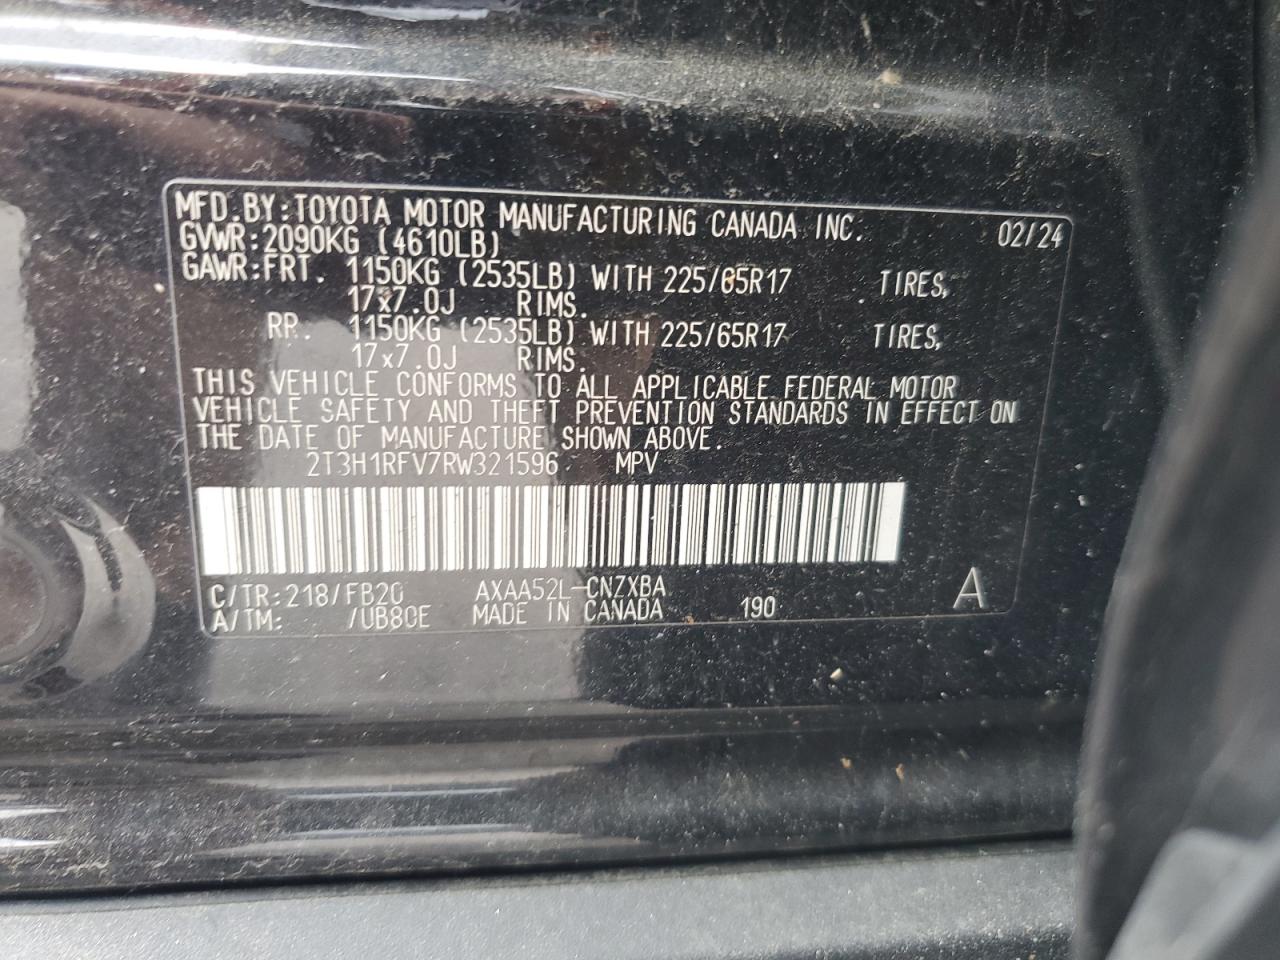 MFD.BY:TOYOTA MOTOR MANUFACTURING CANADA INC. 02/24
GVWR:2090KG (4610LB)
GAWR:FRT. 1150KG (2535LB) WITH 225/65R17 TIRES,
17x7.0J RIMS.
RR. 1150KG (2535LB) WITH 225/65R17 TIRES,
17x7.0J RIMS.
THIS VEHICLE CONFORMS TO ALL APPLICABLE FEDERAL MOTOR
VEHICLE SAFETY AND THEFT PREVENTION STANDARDS IN EFFECT ON
THE DATE OF MANUFACTURE SHOWN ABOVE.
2T3H1RFV7RW321596 MPV
C/TR:218/FB20 AXAA52L-CNZXBA
A/TM: /UB80E MADE IN CANADA 190 A